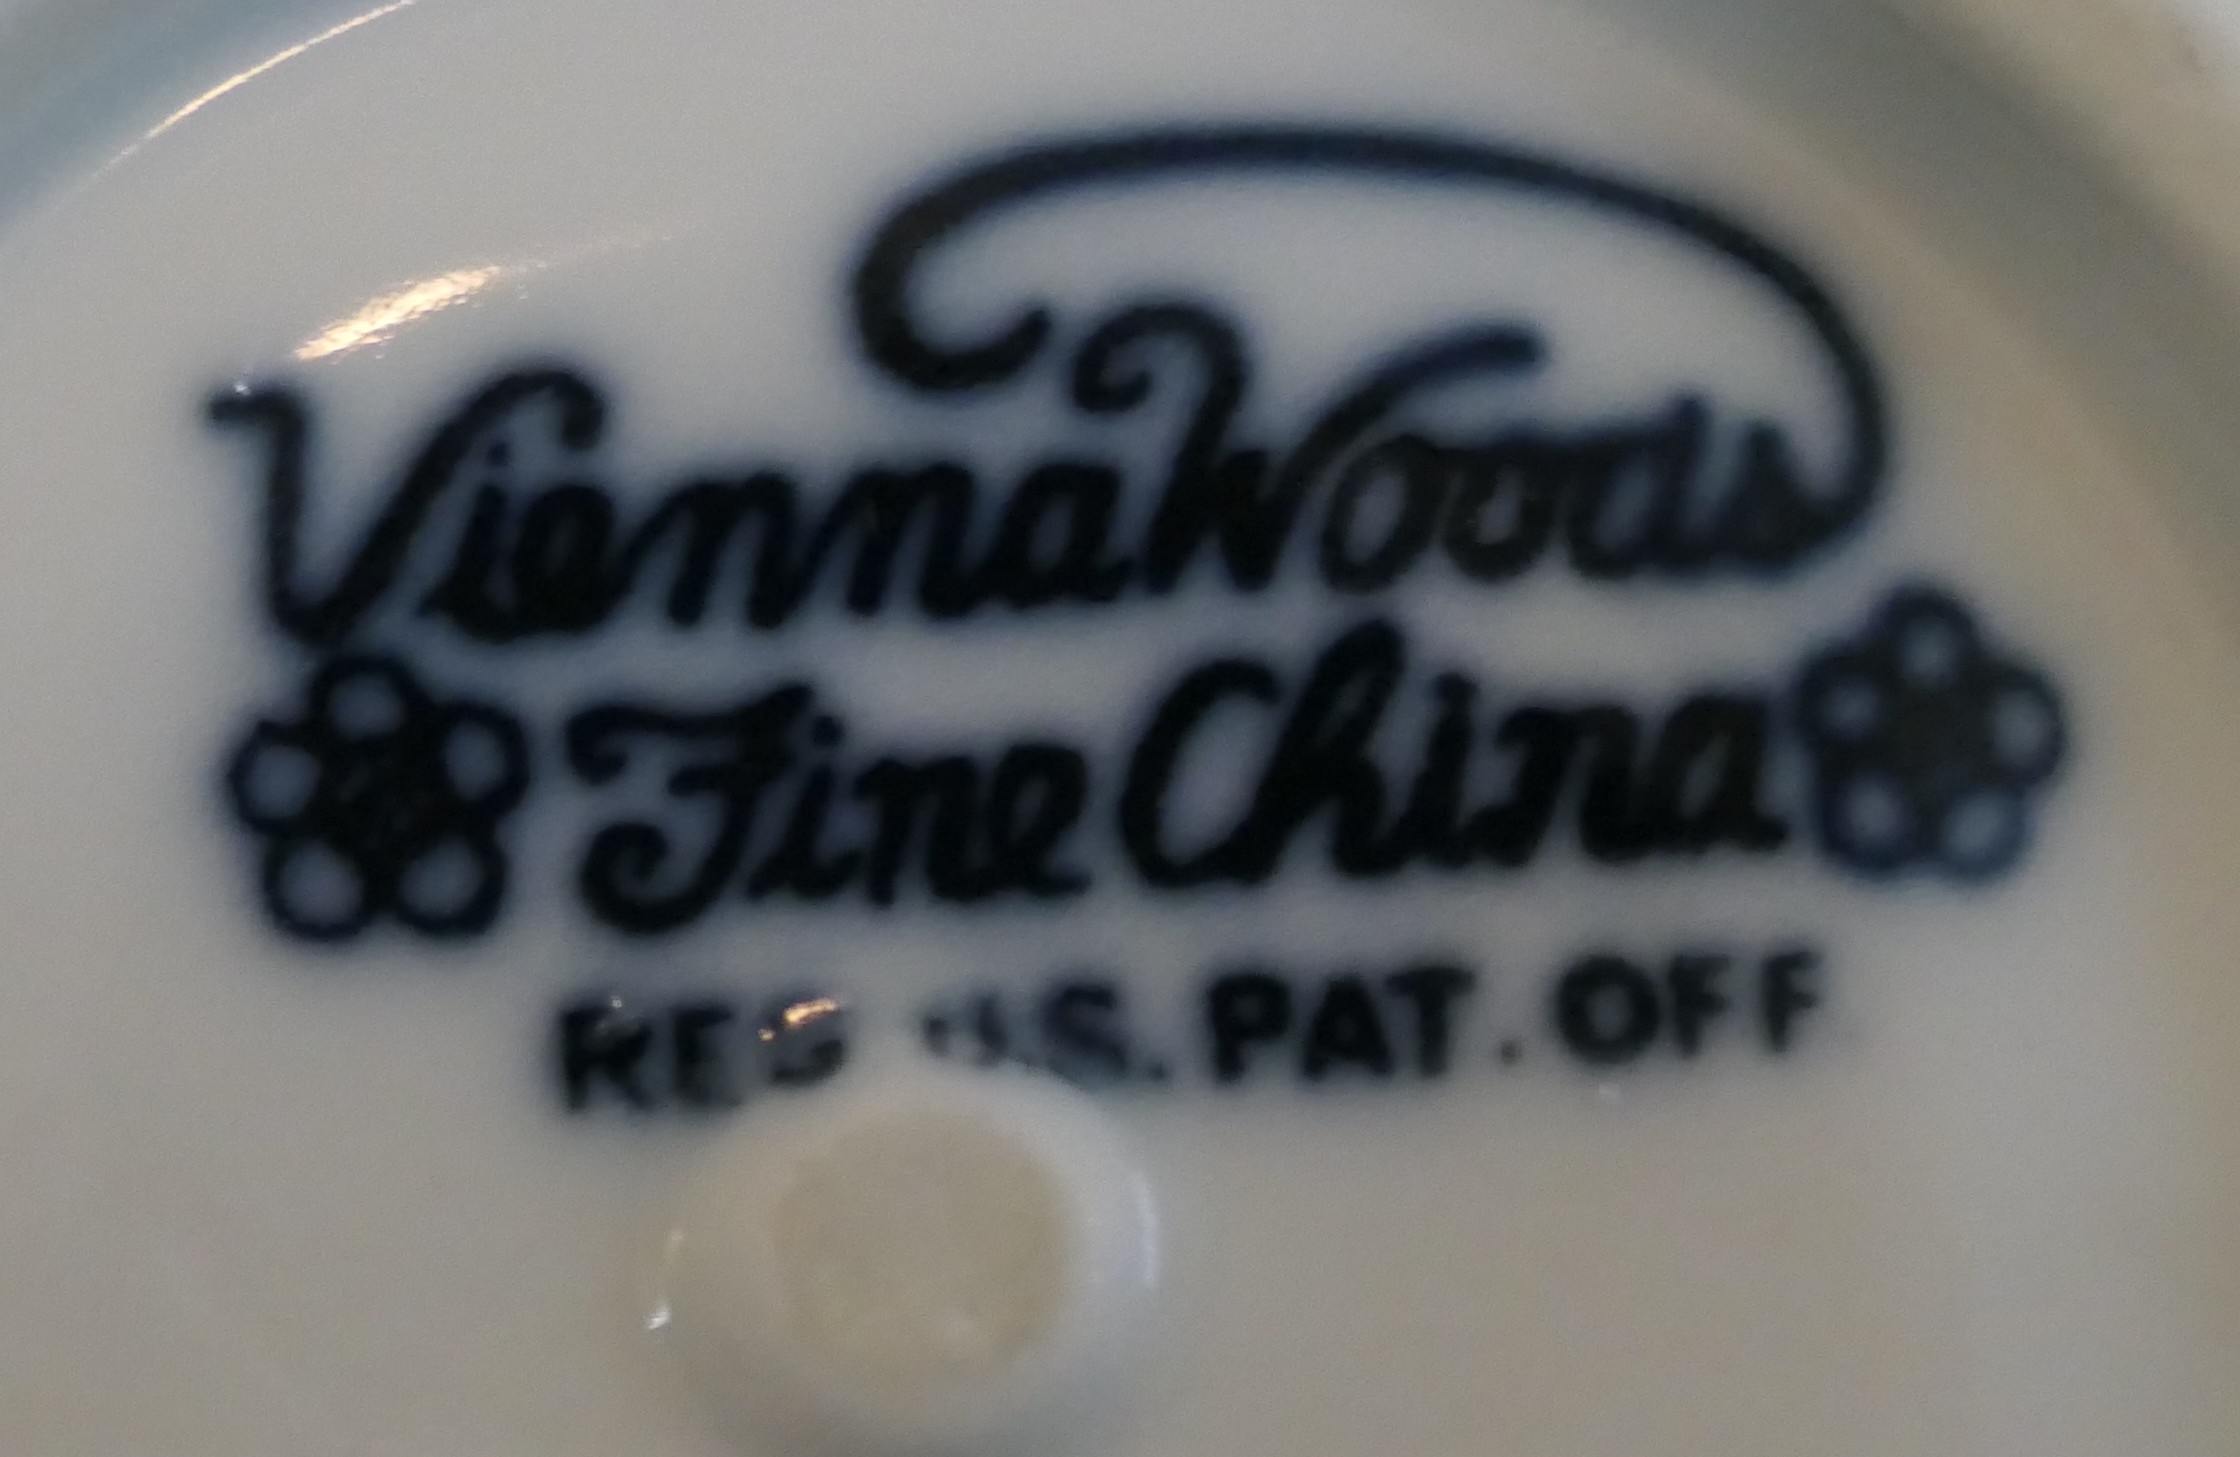 Vienna Woods
Fine China
REG U.S. PAT. OFF